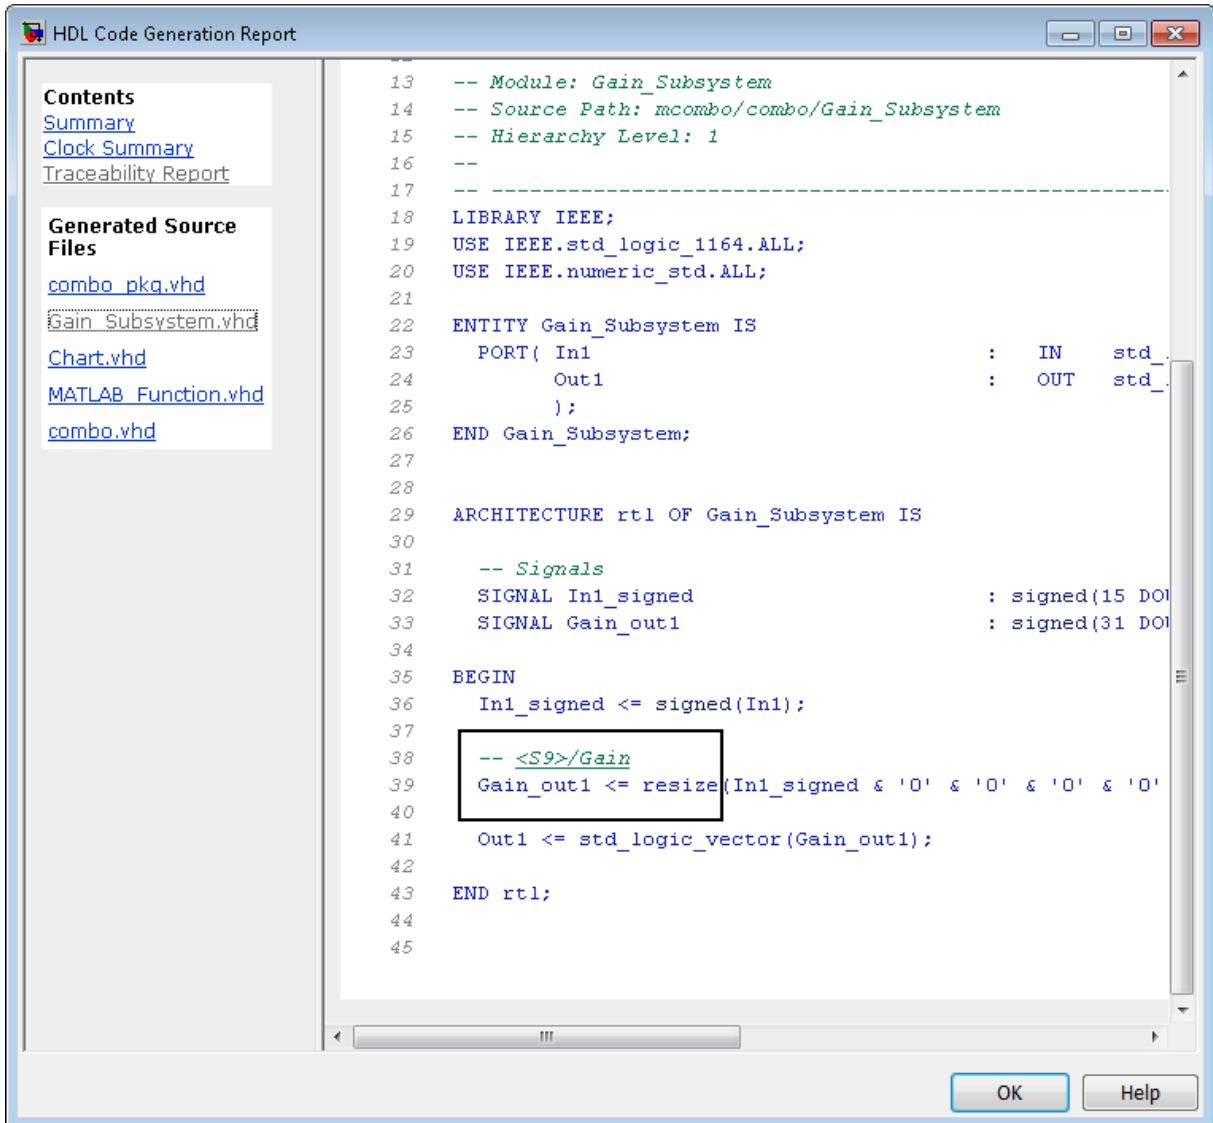 HDL Code Generation Report
Contents
Summary
Clock Summary
Traceability Report
Generated Source
Files
combo_pkg.vhd
Gain_Subsystem.vhd
Chart.vhd
MATLAB_Function.vhd
combo.vhd
13 -- Module: Gain_Subsystem
14 -- Source Path: mcombo/combo/Gain_Subsystem
15 -- Hierarchy Level: 1
16 --
17 -- -----------------------------------------------------
18 LIBRARY IEEE;
19 USE IEEE.std_logic_1164.ALL;
20 USE IEEE.numeric_std.ALL;
21
22 ENTITY Gain_Subsystem IS
23 PORT( In1 : IN std_
24 Out1 : OUT std_
25 );
26 END Gain_Subsystem;
27
28
29 ARCHITECTURE rtl OF Gain_Subsystem IS
30
31 -- Signals
32 SIGNAL In1_signed : signed(15 DO
33 SIGNAL Gain_out1 : signed(31 DO
34
35 BEGIN
36 In1_signed <= signed(In1);
37
38 -- <S9>/Gain
39 Gain_out1 <= resize(In1_signed & '0' & '0' & '0' & '0'
40
41 Out1 <= std_logic_vector(Gain_out1);
42
43 END rtl;
44
45
OK Help